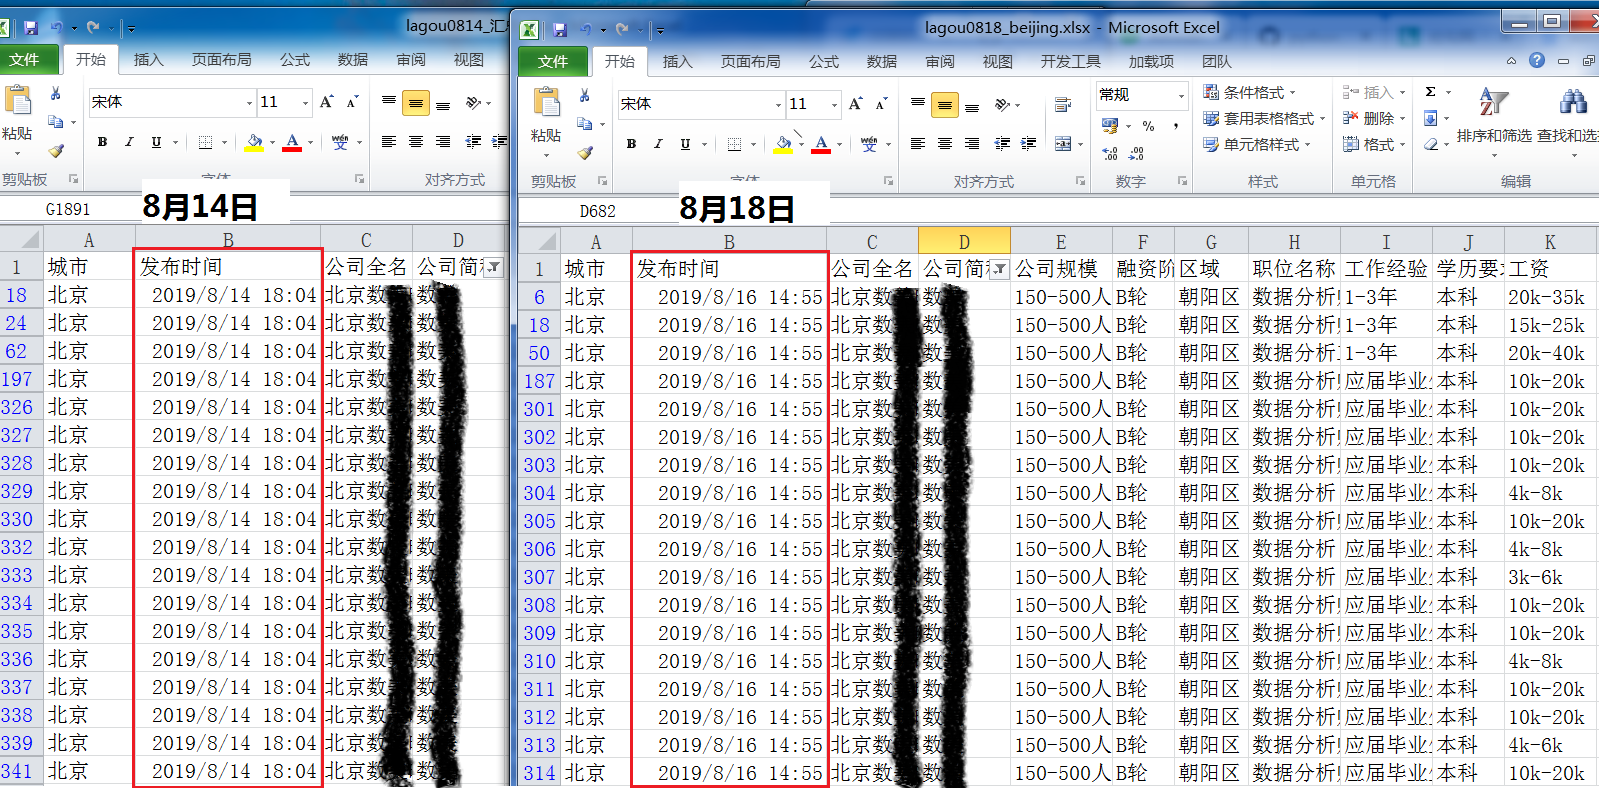 lagou0814_汇
文件 开始 插入 页面布局 公式 数据 审阅 视图
粘贴 宋体 11
B I U A wén 文
剪贴板 字体 对齐方式
G1891 8月14日
A B C D
1 城市 发布时间 公司全名 公司简称
18 北京 2019/8/14 18:04 北京数 数
24 北京 2019/8/14 18:04 北京数 数
62 北京 2019/8/14 18:04 北京数 数
197 北京 2019/8/14 18:04 北京数 数
326 北京 2019/8/14 18:04 北京数 数
327 北京 2019/8/14 18:04 北京数 数
328 北京 2019/8/14 18:04 北京数 数
329 北京 2019/8/14 18:04 北京数 数
330 北京 2019/8/14 18:04 北京数 数
332 北京 2019/8/14 18:04 北京数 数
333 北京 2019/8/14 18:04 北京数 数
334 北京 2019/8/14 18:04 北京数 数
335 北京 2019/8/14 18:04 北京数 数
336 北京 2019/8/14 18:04 北京数 数
337 北京 2019/8/14 18:04 北京数 数
338 北京 2019/8/14 18:04 北京数 数
339 北京 2019/8/14 18:04 北京数 数
341 北京 2019/8/14 18:04 北京数 数
lagou0818_beijing.xlsx - Microsoft Excel
文件 开始 插入 页面布局 公式 数据 审阅 视图 开发工具 加载项 团队
粘贴 宋体 11 常规 条件格式 插入 Σ
套用表格格式 删除 排序和筛选 查找和选
B I U A wén 文 % , 单元格样式 格式
剪贴板 字体 对齐方式 数字 样式 单元格 编辑
D682 8月18日
A B C D E F G H I J K
1 城市 发布时间 公司全名 公司简称 公司规模 融资阶 区域 职位名称 工作经验 学历要 工资
6 北京 2019/8/16 14:55 北京数 数 150-500人 B轮 朝阳区 数据分析 1-3年 本科 20k-35k
18 北京 2019/8/16 14:55 北京数 数 150-500人 B轮 朝阳区 数据分析 1-3年 本科 15k-25k
50 北京 2019/8/16 14:55 北京数 数 150-500人 B轮 朝阳区 数据分析 1-3年 本科 20k-40k
187 北京 2019/8/16 14:55 北京数 数 150-500人 B轮 朝阳区 数据分析 应届毕业 本科 10k-20k
301 北京 2019/8/16 14:55 北京数 数 150-500人 B轮 朝阳区 数据分析 应届毕业 本科 10k-20k
302 北京 2019/8/16 14:55 北京数 数 150-500人 B轮 朝阳区 数据分析 应届毕业 本科 10k-20k
303 北京 2019/8/16 14:55 北京数 数 150-500人 B轮 朝阳区 数据分析 应届毕业 本科 10k-20k
304 北京 2019/8/16 14:55 北京数 数 150-500人 B轮 朝阳区 数据分析 应届毕业 本科 4k-8k
305 北京 2019/8/16 14:55 北京数 数 150-500人 B轮 朝阳区 数据分析 应届毕业 本科 10k-20k
306 北京 2019/8/16 14:55 北京数 数 150-500人 B轮 朝阳区 数据分析 应届毕业 本科 4k-8k
307 北京 2019/8/16 14:55 北京数 数 150-500人 B轮 朝阳区 数据分析 应届毕业 本科 3k-6k
308 北京 2019/8/16 14:55 北京数 数 150-500人 B轮 朝阳区 数据分析 应届毕业 本科 10k-20k
309 北京 2019/8/16 14:55 北京数 数 150-500人 B轮 朝阳区 数据分析 应届毕业 本科 10k-20k
310 北京 2019/8/16 14:55 北京数 数 150-500人 B轮 朝阳区 数据分析 应届毕业 本科 4k-8k
311 北京 2019/8/16 14:55 北京数 数 150-500人 B轮 朝阳区 数据分析 应届毕业 本科 10k-20k
312 北京 2019/8/16 14:55 北京数 数 150-500人 B轮 朝阳区 数据分析 应届毕业 本科 10k-20k
313 北京 2019/8/16 14:55 北京数 数 150-500人 B轮 朝阳区 数据分析 应届毕业 本科 4k-6k
314 北京 2019/8/16 14:55 北京数 数 150-500人 B轮 朝阳区 数据分析 应届毕业 本科 10k-20k